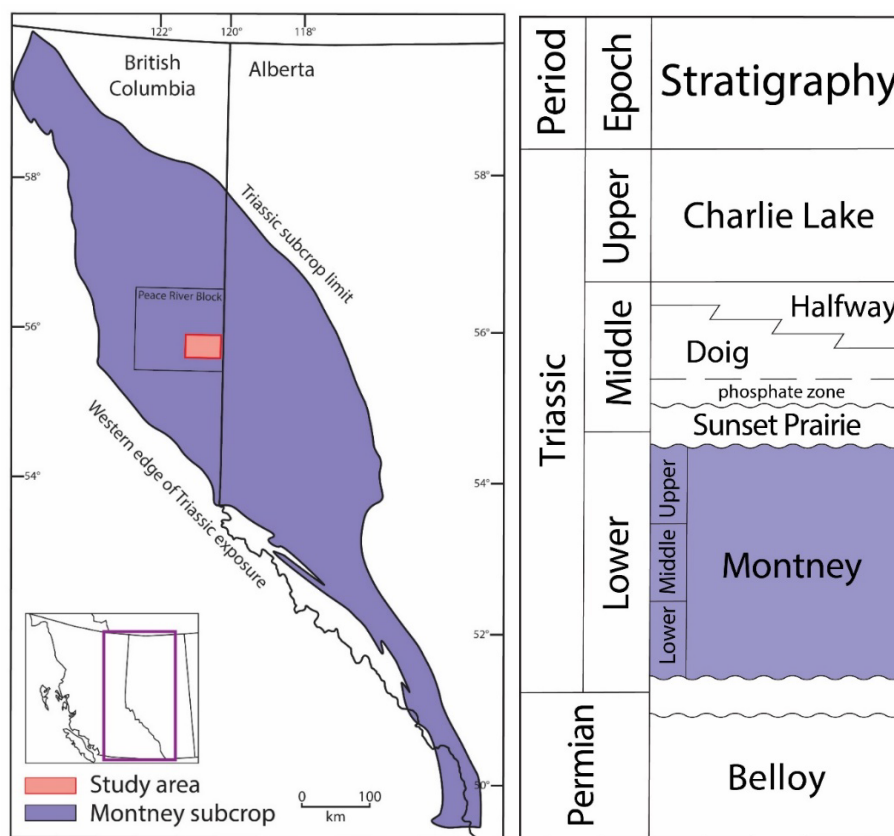 122° 120° 118°
British
Columbia
Alberta
58° 58°
Triassic subcrop limit
Peace River Block
56° 56°
Western edge of Triassic exposure
54° 54°
52°
50°
Study area
Montney subcrop
0 100
km
Period
Epoch
Stratigraphy
Triassic
Upper
Charlie Lake
Middle
Halfway
Doig
phosphate zone
Sunset Prairie
Lower
Upper
Middle
Lower
Montney
Permian
Belloy